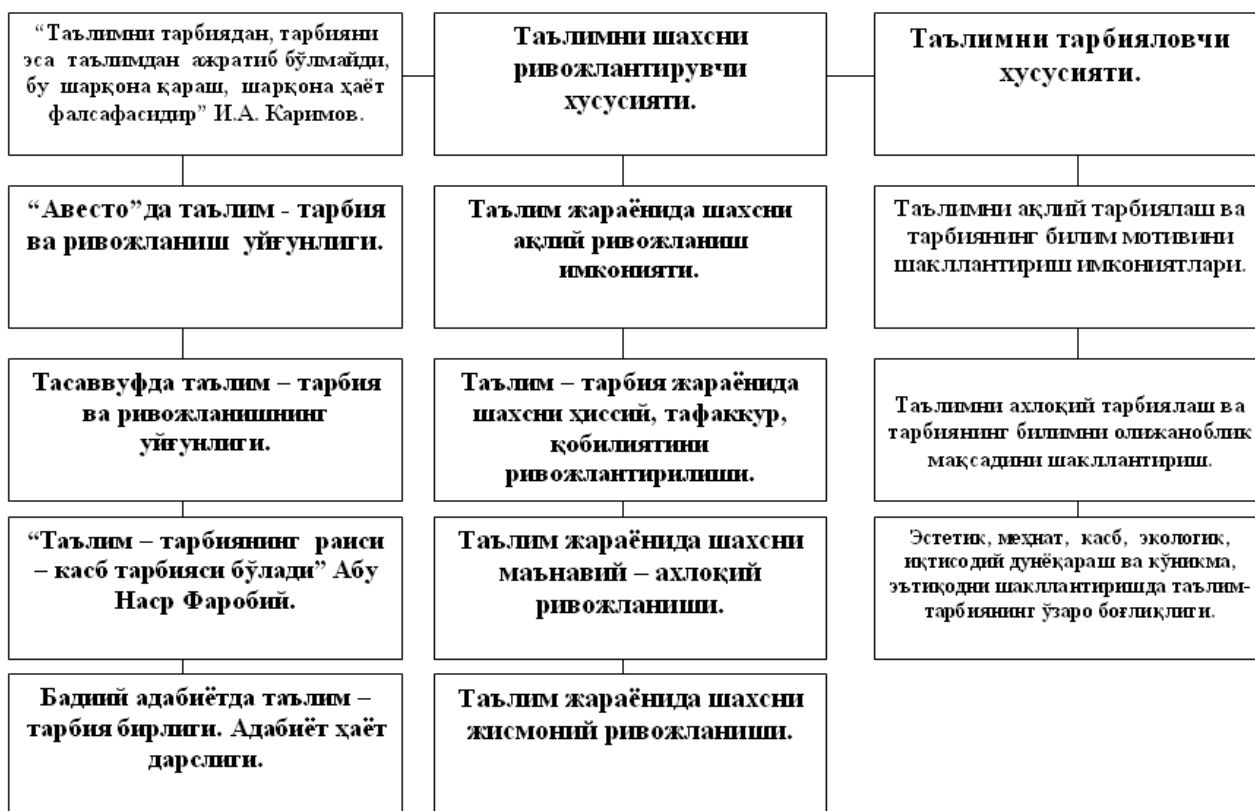 “Таълимни тарбиядан, тарбияни
эса таълимдан ажратиб бўлмайди,
бу шарқона қараш, шарқона ҳаёт
фалсафасидир” И.А. Каримов.
Таълимни шахсни
ривожлантирувчи
хусусияти.
Таълимни тарбияловчи
хусусияти.
“Авесто”да таълим - тарбия
ва ривожланиш уйғунлиги.
Таълим жараёнида шахсни
ақлий ривожланиш
имконияти.
Таълимни ақлий тарбиялаш ва
тарбиянинг билим мотивини
шакллантириш имкониятлари.
Тасаввуфда таълим – тарбия
ва ривожланишнинг
уйғунлиги.
Таълим – тарбия жараёнида
шахсни ҳиссий, тафаккур,
қобилиятини
ривожлантирилиши.
Таълимни ахлоқий тарбиялаш ва
тарбиянинг билимни олижаноблик
мақсадини шакллантириш.
“Таълим – тарбиянинг раиси
– касб тарбияси бўлади” Абу
Наср Фаробий.
Таълим жараёнида шахсни
маънавий – ахлоқий
ривожланиши.
Эстетик, меҳнат, касб, экологик,
иқтисодий дунёқараш ва кўникма,
эътиқодни шакллантиришда таълим-
тарбиянинг ўзаро боғлиқлиги.
Бадиий адабиётда таълим –
тарбия бирлиги. Адабиёт ҳаёт
дарслиги.
Таълим жараёнида шахсни
жисмоний ривожланиши.